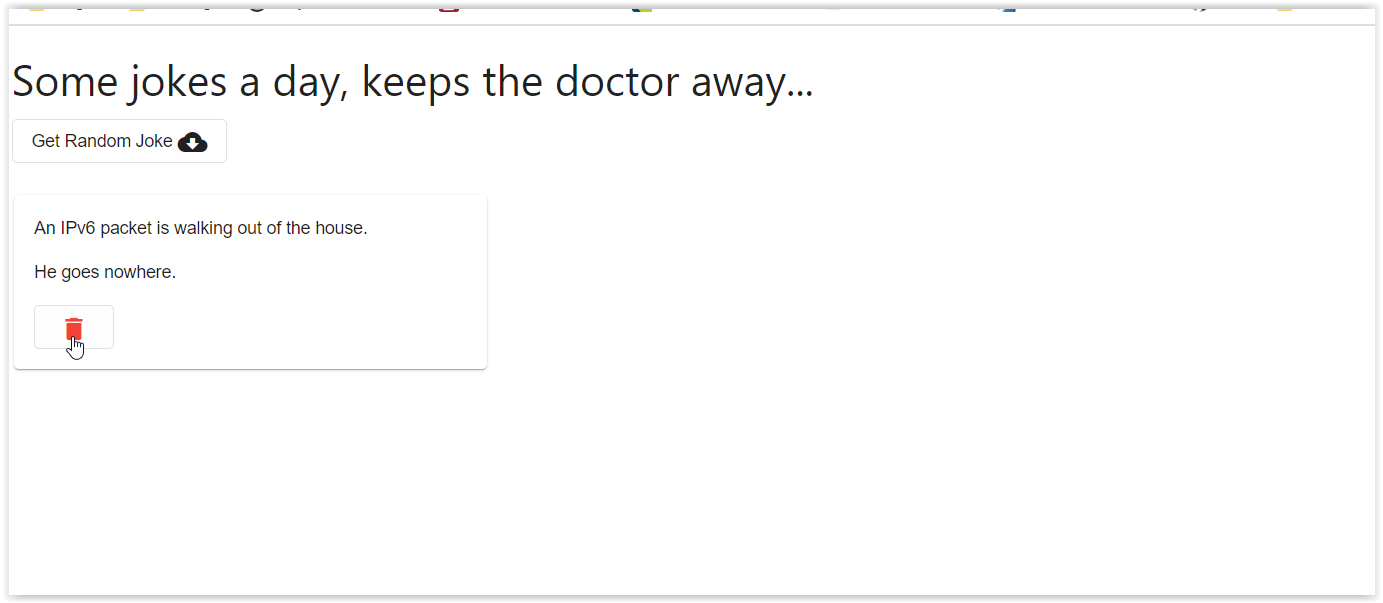 Some jokes a day, keeps the doctor away...
Get Random Joke
An IPv6 packet is walking out of the house.
He goes nowhere.